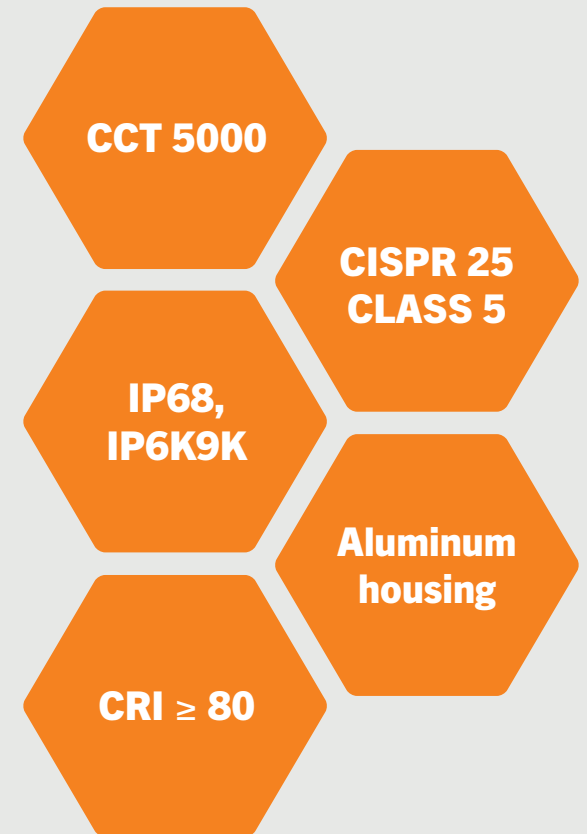 CCT 5000
CISPR 25
CLASS 5
IP68,
IP6K9K
Aluminum
housing
CRI ≥ 80